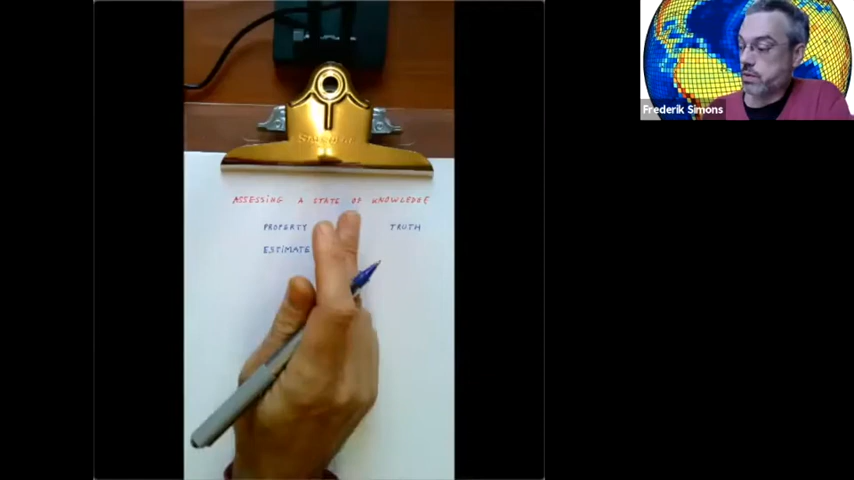 ASSESSING A STATE OF KNOWLEDGE
PROPERTY TRUTH
ESTIMATE
Frederik Simons